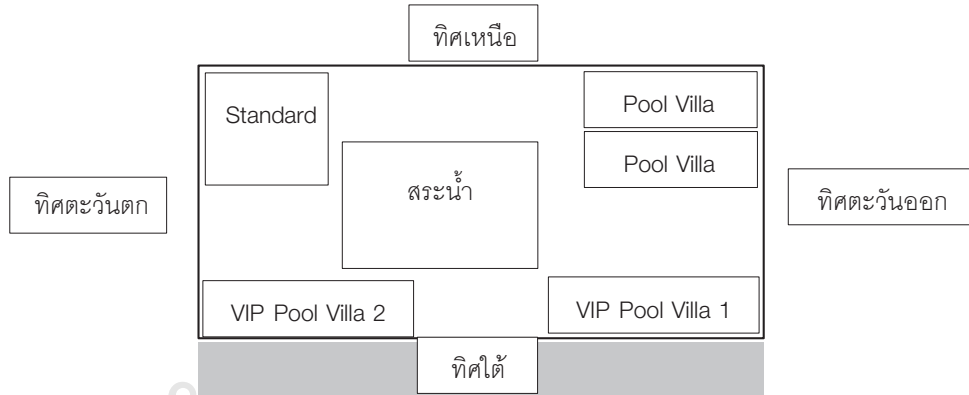 ทิศเหนือ
Standard
Pool Villa
Pool Villa
สระน้ำ
ทิศตะวันตก
ทิศตะวันออก
VIP Pool Villa 2
VIP Pool Villa 1
ทิศใต้